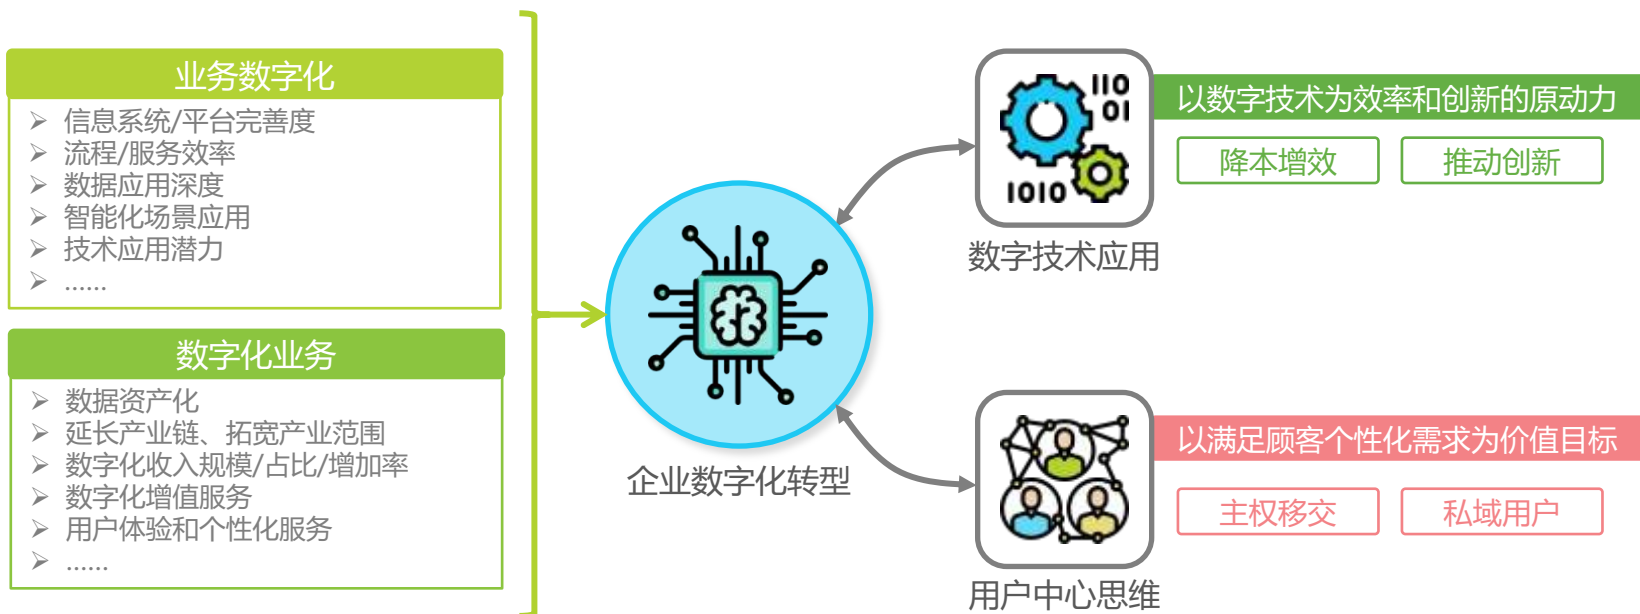 业务数字化
➢ 信息系统/平台完善度
➢ 流程/服务效率
➢ 数据应用深度
➢ 智能化场景应用
➢ 技术应用潜力
➢ ......
数字化业务
➢ 数据资产化
➢ 延长产业链、拓宽产业范围
➢ 数字化收入规模/占比/增加率
➢ 数字化增值服务
➢ 用户体验和个性化服务
➢ ......
企业数字化转型
110
01
1010
数字技术应用
以数字技术为效率和创新的原动力
降本增效
推动创新
用户中心思维
以满足顾客个性化需求为价值目标
主权移交
私域用户